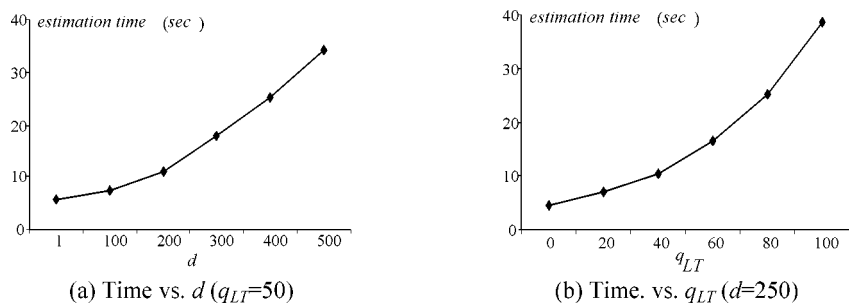 40
estimation time (sec )
30
20
10
0
1 100 200 300 400 500
d
(a) Time vs. d (qLT=50)
40
estimation time (sec )
30
20
10
0
0 20 40 60 80 100
qLT
(b) Time. vs. qLT (d=250)